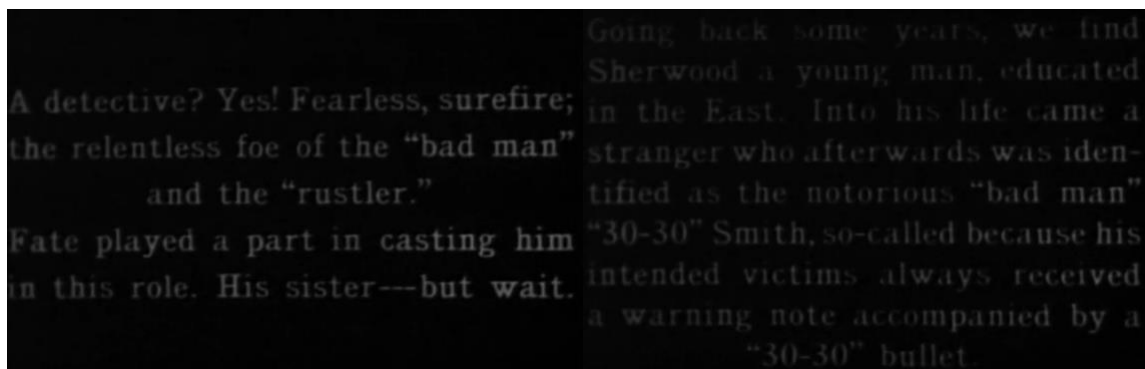 A detective? Yes! Fearless, surefire;
the relentless foe of the “bad man”
and the “rustler.”
Fate played a part in casting him
in this role. His sister---but wait.
Going back some years, we find
Sherwood a young man, educated
in the East. Into his life came a
stranger who afterwards was iden-
tified as the notorious “bad man”
“30-30” Smith, so-called because his
intended victims always received
a warning note accompanied by a
“30-30” bullet.